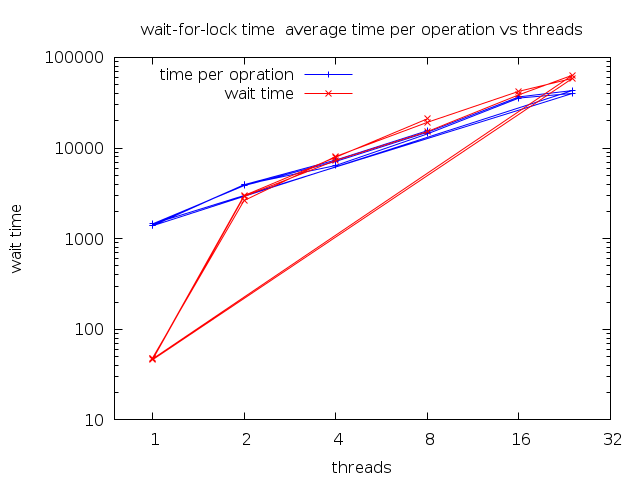 wait-for-lock time  average time per operation vs threads
100000
10000
1000
100
10
time per opration
wait time
wait time
1 2 4 8 16 32
threads